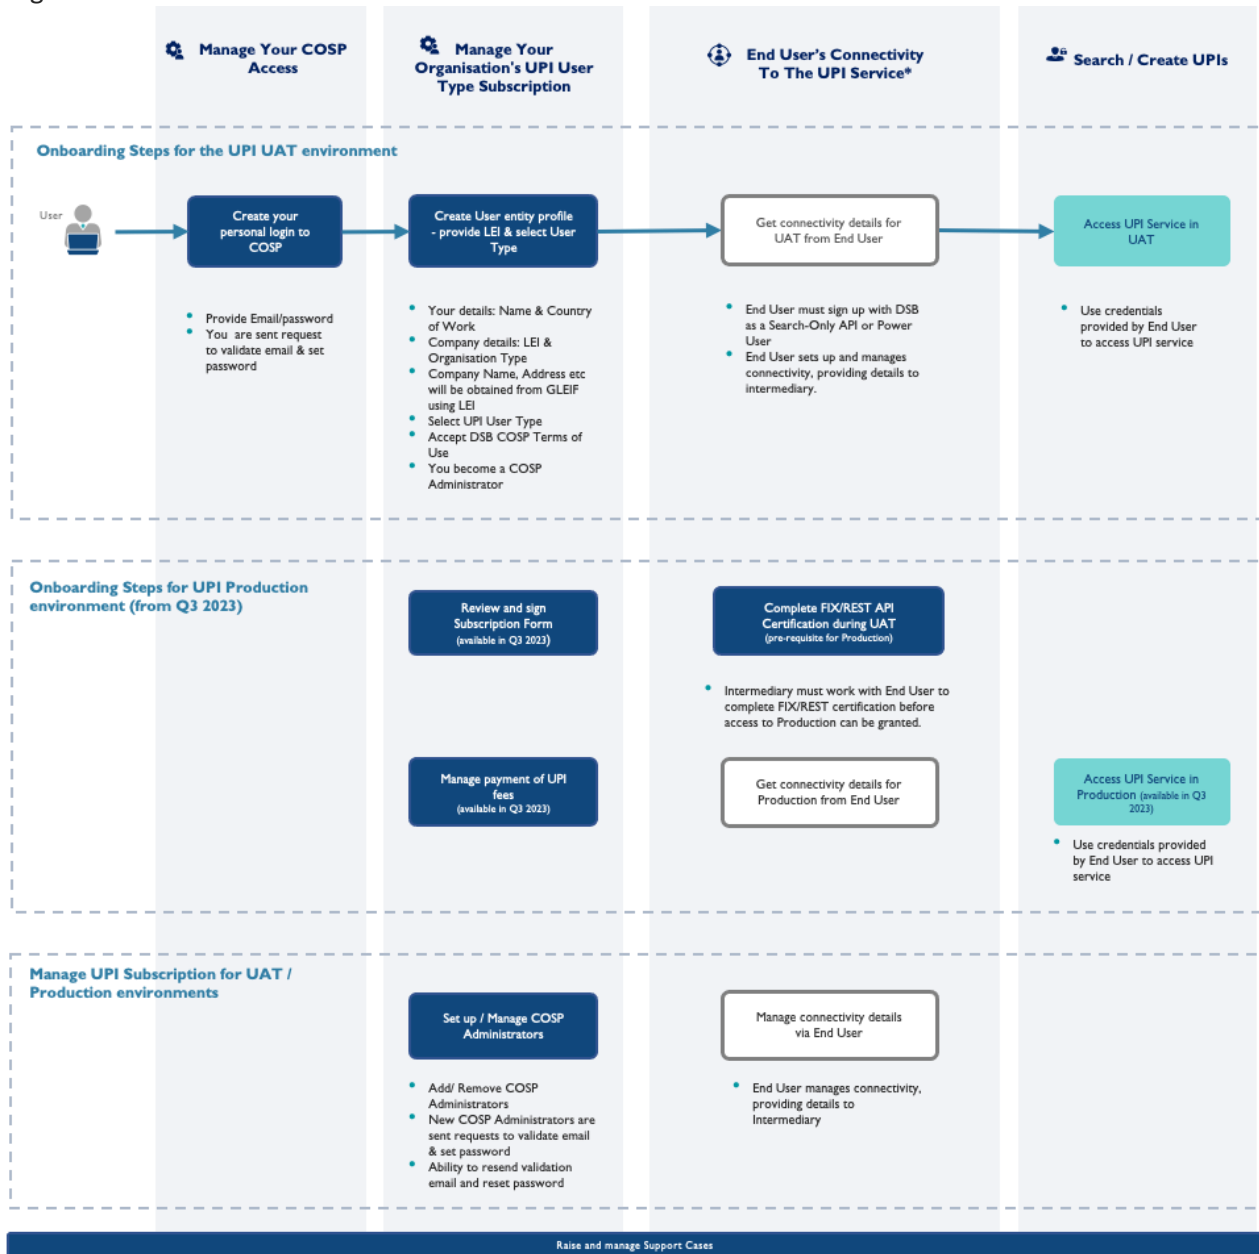 Manage Your COSP
Access
Manage Your
Organisation's UPI User
Type Subscription
End User's Connectivity
To The UPI Service*
Search / Create UPIs
Onboarding Steps for the UPI UAT environment
User
Create your
personal login to
COSP
Create User entity profile
- provide LEI & select User
Type
Get connectivity details for
UAT from End User
Access UPI Service in
UAT
• Provide Email/password
• You are sent request
to validate email & set
password
• Your details: Name & Country
of Work
• Company details: LEI &
Organisation Type
• Company Name, Address etc
will be obtained from GLEIF
using LEI
• Select UPI User Type
• Accept DSB COSP Terms of
Use
• You become a COSP
Administrator
• End User must sign up with DSB
as a Search-Only API or Power
User
• End User sets up and manages
connectivity, providing details to
intermediary.
• Use credentials
provided by End User
to access UPI service
Onboarding Steps for UPI Production
environment (from Q3 2023)
Review and sign
Subscription Form
(available in Q3 2023)
Complete FIX/REST API
Certification during UAT
(pre-requisite for Production)
• Intermediary must work with End User to
complete FIX/REST certification before
access to Production can be granted.
Manage payment of UPI
fees
(available in Q3 2023)
Get connectivity details for
Production from End User
Access UPI Service in
Production (available in Q3
2023)
• Use credentials provided
by End User to access UPI
service
Manage UPI Subscription for UAT /
Production environments
Set up / Manage COSP
Administrators
Manage connectivity details
via End User
• Add/ Remove COSP
Administrators
• New COSP Administrators are
sent requests to validate email
& set password
• Ability to resend validation
email and reset password
• End User manages connectivity,
providing details to
Intermediary
Raise and manage Support Cases